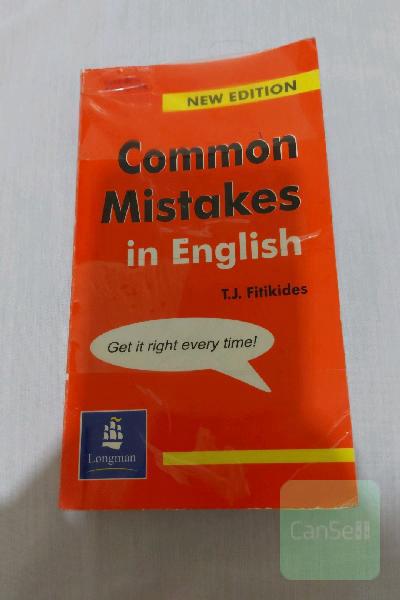 NEW EDITION
Common
Mistakes
in English
T.J. Fitikides
Get it right every time!
Longman
CanSell